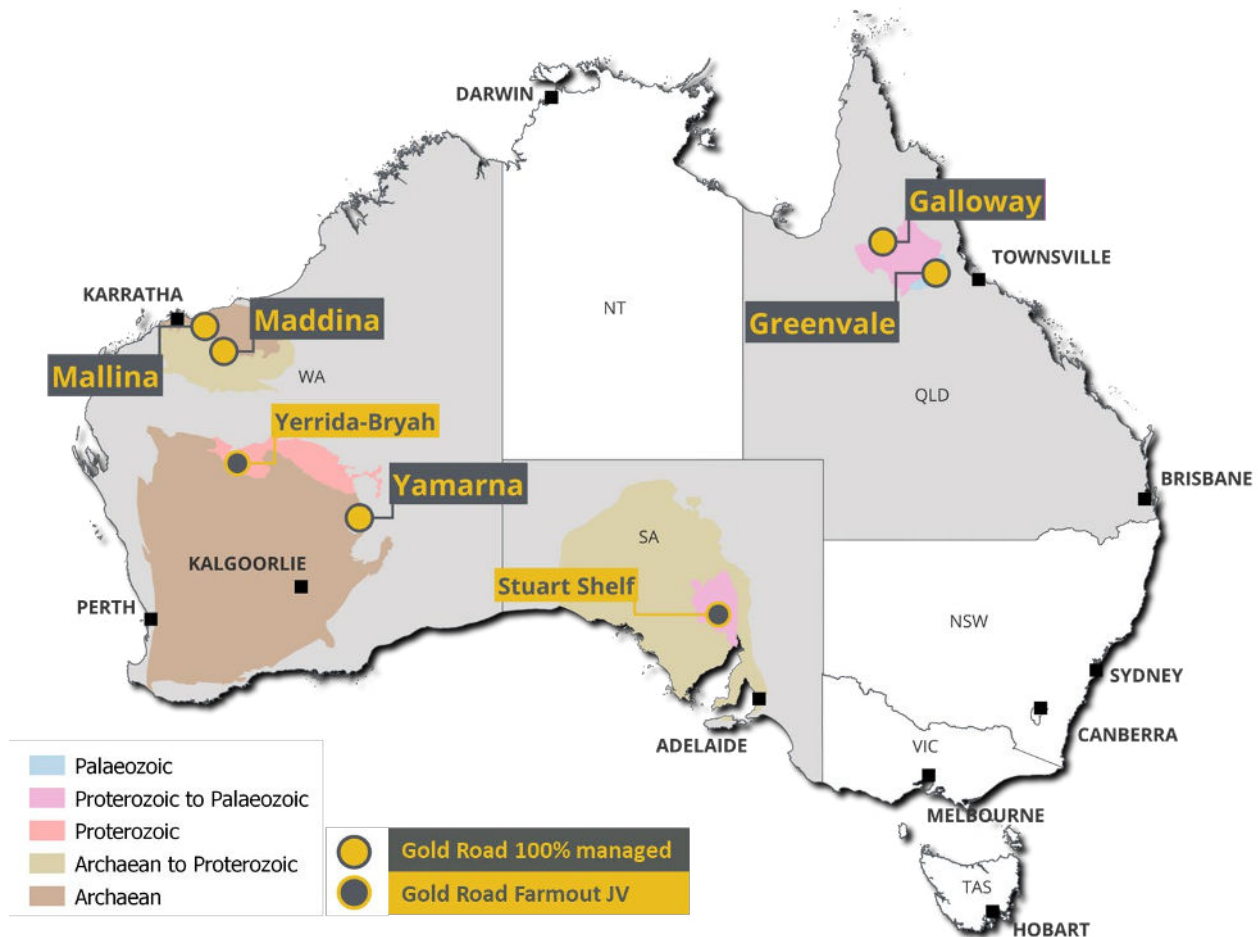 DARWIN
Galloway
TOWNSVILLE
KARRATHA
NT
Maddina
Greenvale
Mallina
WA
QLD
Yerrida-Bryah
Yamarna
BRISBANE
SA
KALGOORLIE
Stuart Shelf
PERTH
NSW
SYDNEY
ADELAIDE
CANBERRA
VIC
MELBOURNE
TAS
HOBART
Palaeozoic
Proterozoic to Palaeozoic
Proterozoic
Archaean to Proterozoic
Archaean
Gold Road 100% managed
Gold Road Farmout JV